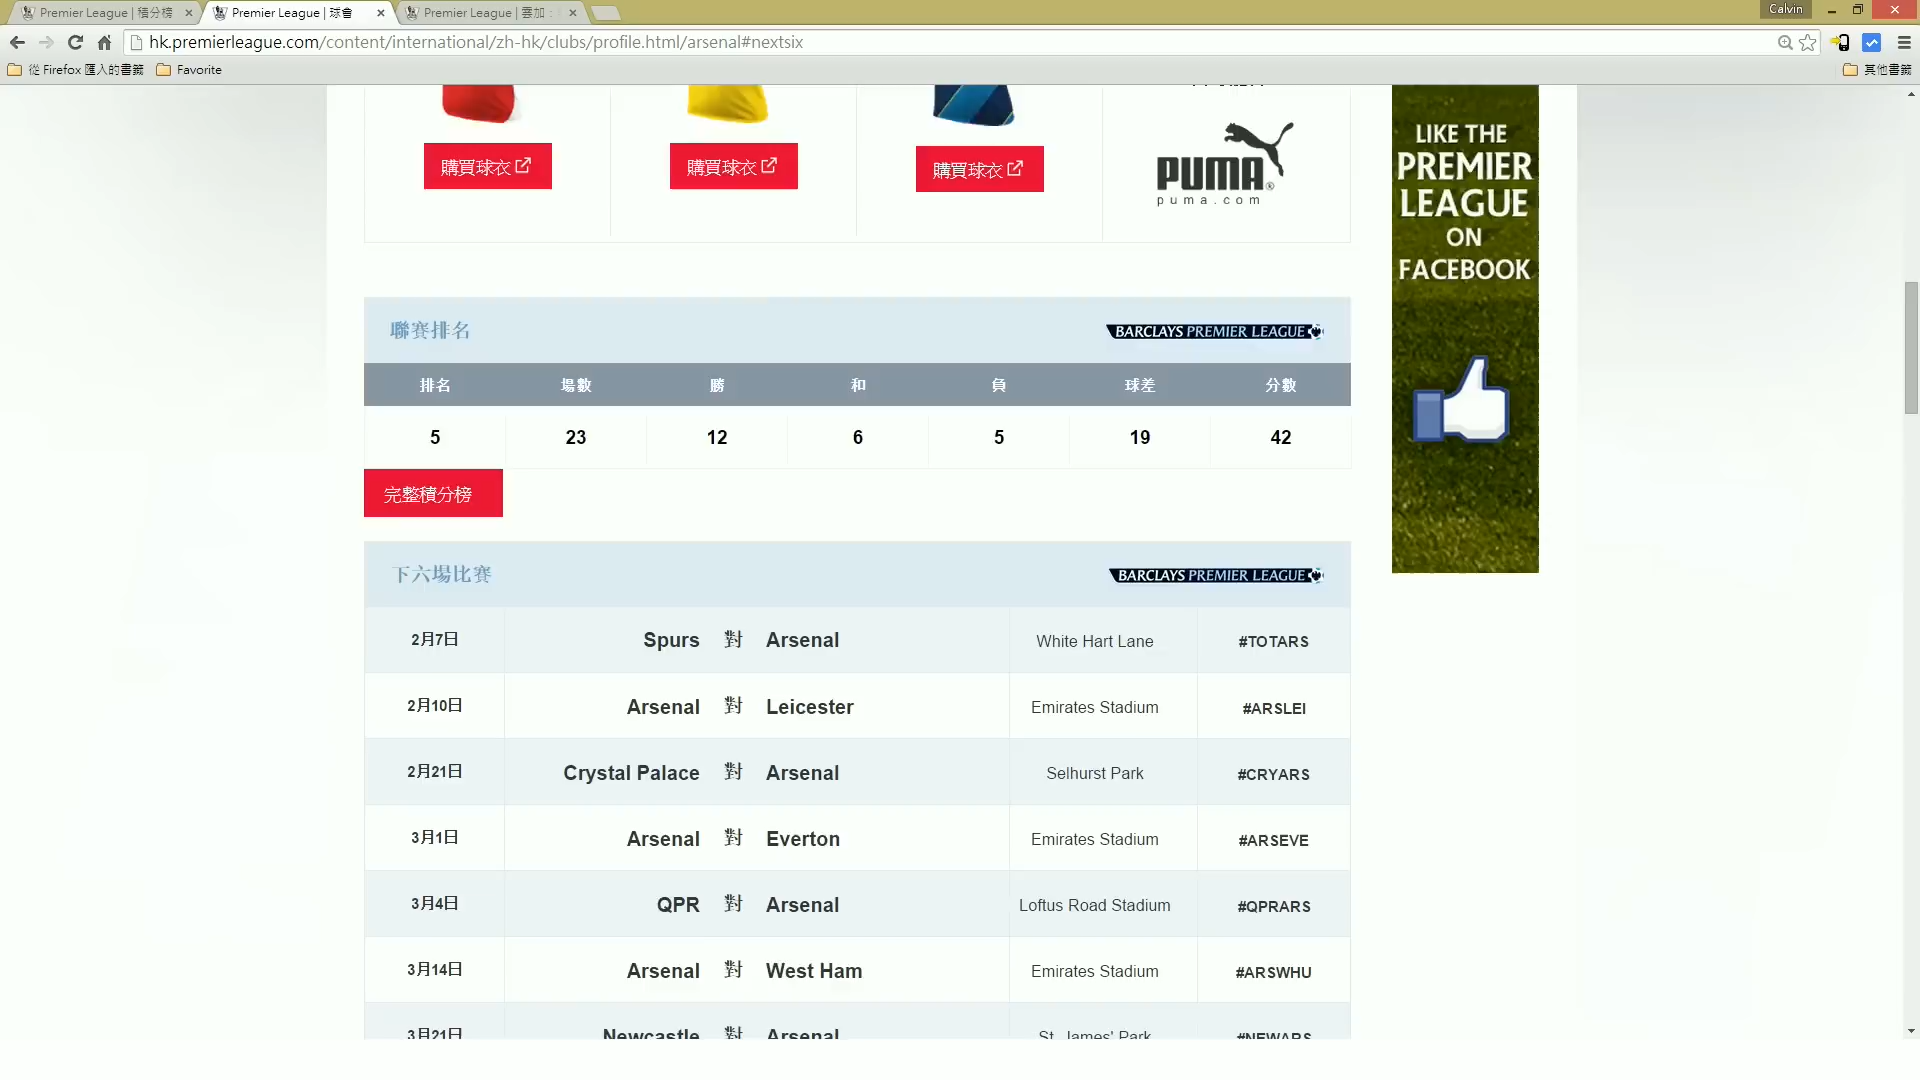 Premier League | 積分榜
Premier League | 球會
Premier League | 雲加：
Calvin
hk.premierleague.com/content/international/zh-hk/clubs/profile.html/arsenal#nextsix
從 Firefox 匯入的書籤
Favorite
其他書籤
購買球衣
購買球衣
購買球衣
PUMA®
puma.com
LIKE THE
PREMIER
LEAGUE
ON
FACEBOOK
聯賽排名
BARCLAYS PREMIER LEAGUE
排名 場數 勝 和 負 球差 分數
5 23 12 6 5 19 42
完整積分榜
下六場比賽
BARCLAYS PREMIER LEAGUE
2月7日 Spurs 對 Arsenal White Hart Lane #TOTARS
2月10日 Arsenal 對 Leicester Emirates Stadium #ARSLEI
2月21日 Crystal Palace 對 Arsenal Selhurst Park #CRYARS
3月1日 Arsenal 對 Everton Emirates Stadium #ARSEVE
3月4日 QPR 對 Arsenal Loftus Road Stadium #QPRARS
3月14日 Arsenal 對 West Ham Emirates Stadium #ARSWHU
3月21日 Newcastle 對 Arsenal St. James' Park #NEWARS